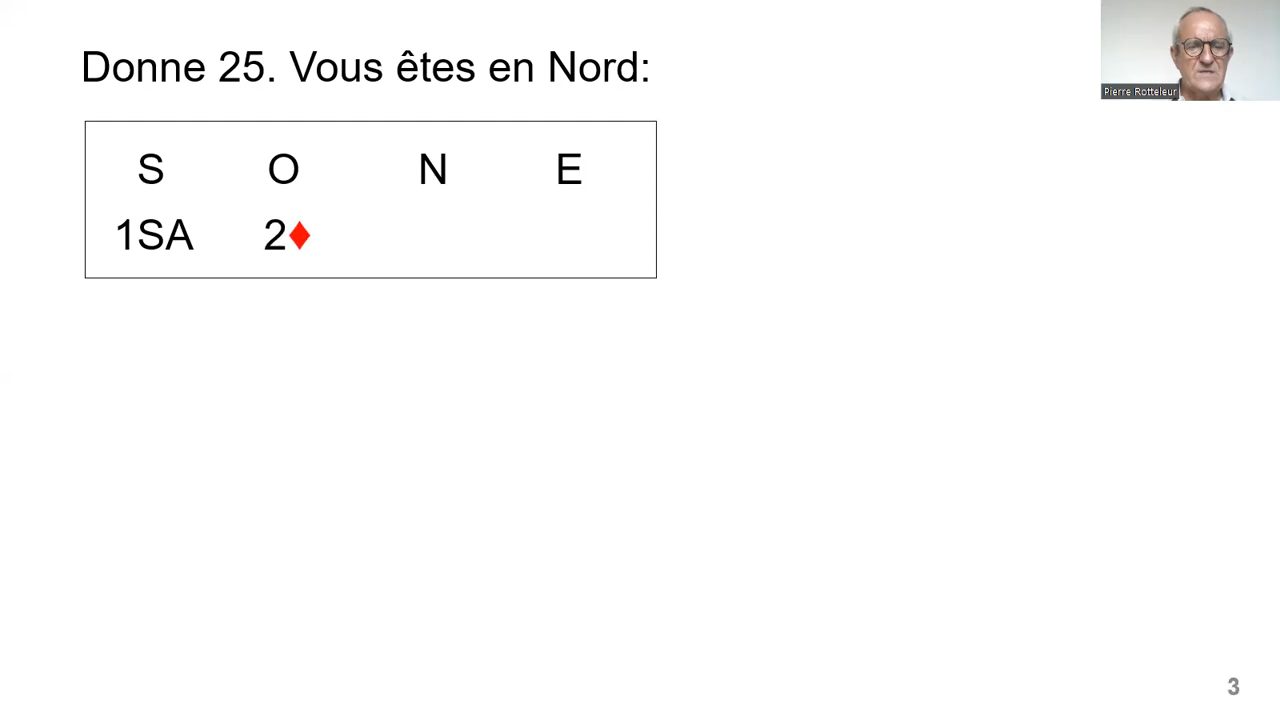 Donne 25. Vous êtes en Nord:
Pierre Rotteleur
S O N E
1SA 2♦
3